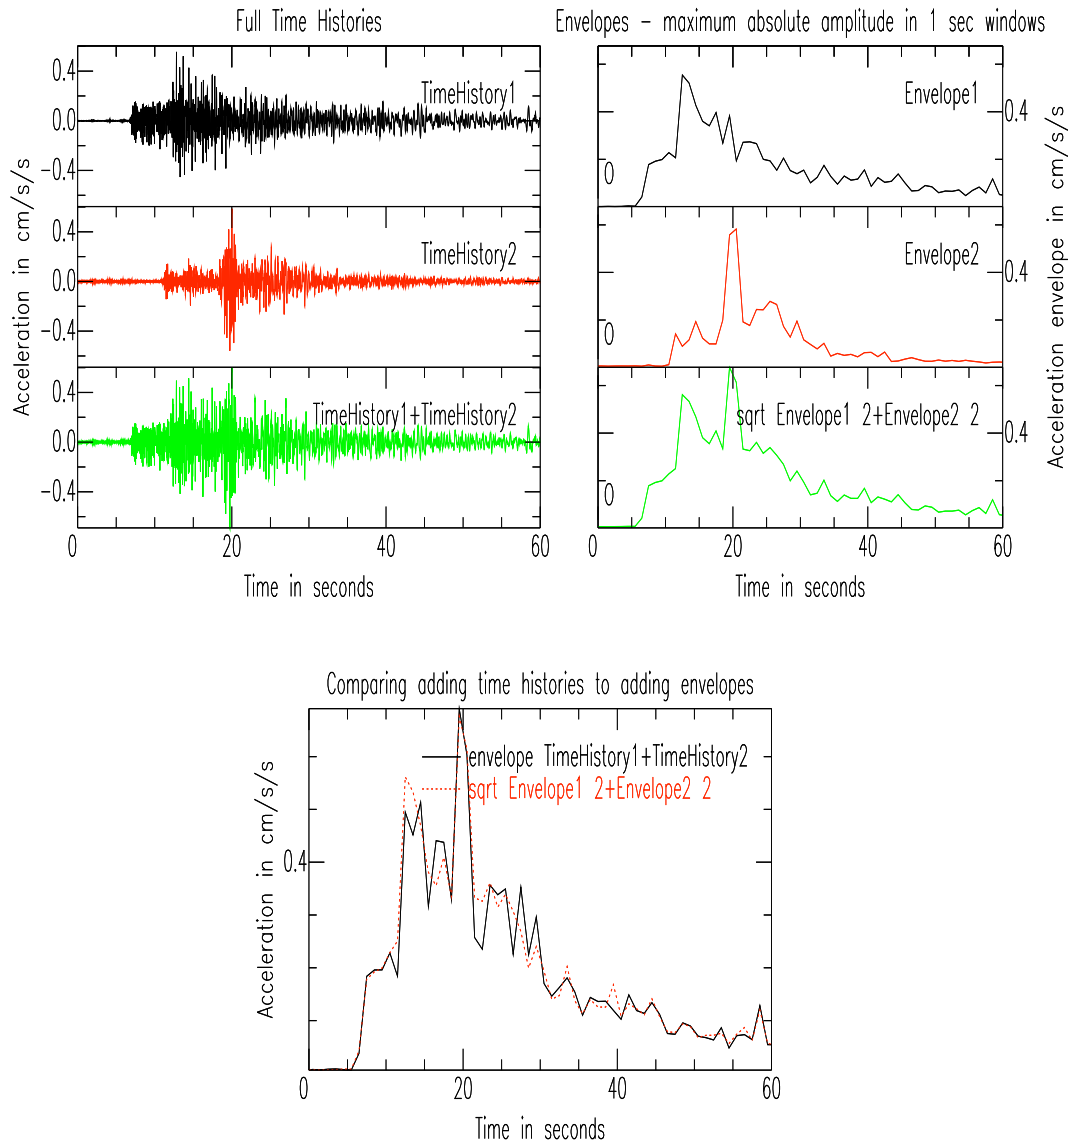 Full Time Histories
Envelopes - maximum absolute amplitude in 1 sec windows
Acceleration in cm/s/s
0.4
0.0
-0.4
TimeHistory1
0.4
0.0
-0.4
TimeHistory2
0.4
0.0
-0.4
TimeHistory1+TimeHistory2
0
20
40
60
Time in seconds
Envelope1
0
0.4
Envelope2
0
0.4
sqrt Envelope1 2+Envelope2 2
0
0.4
Acceleration envelope in cm/s/s
0
20
40
60
Time in seconds
Comparing adding time histories to adding envelopes
envelope TimeHistory1+TimeHistory2
sqrt Envelope1 2+Envelope2 2
Acceleration in cm/s/s
0.4
0
20
40
60
Time in seconds